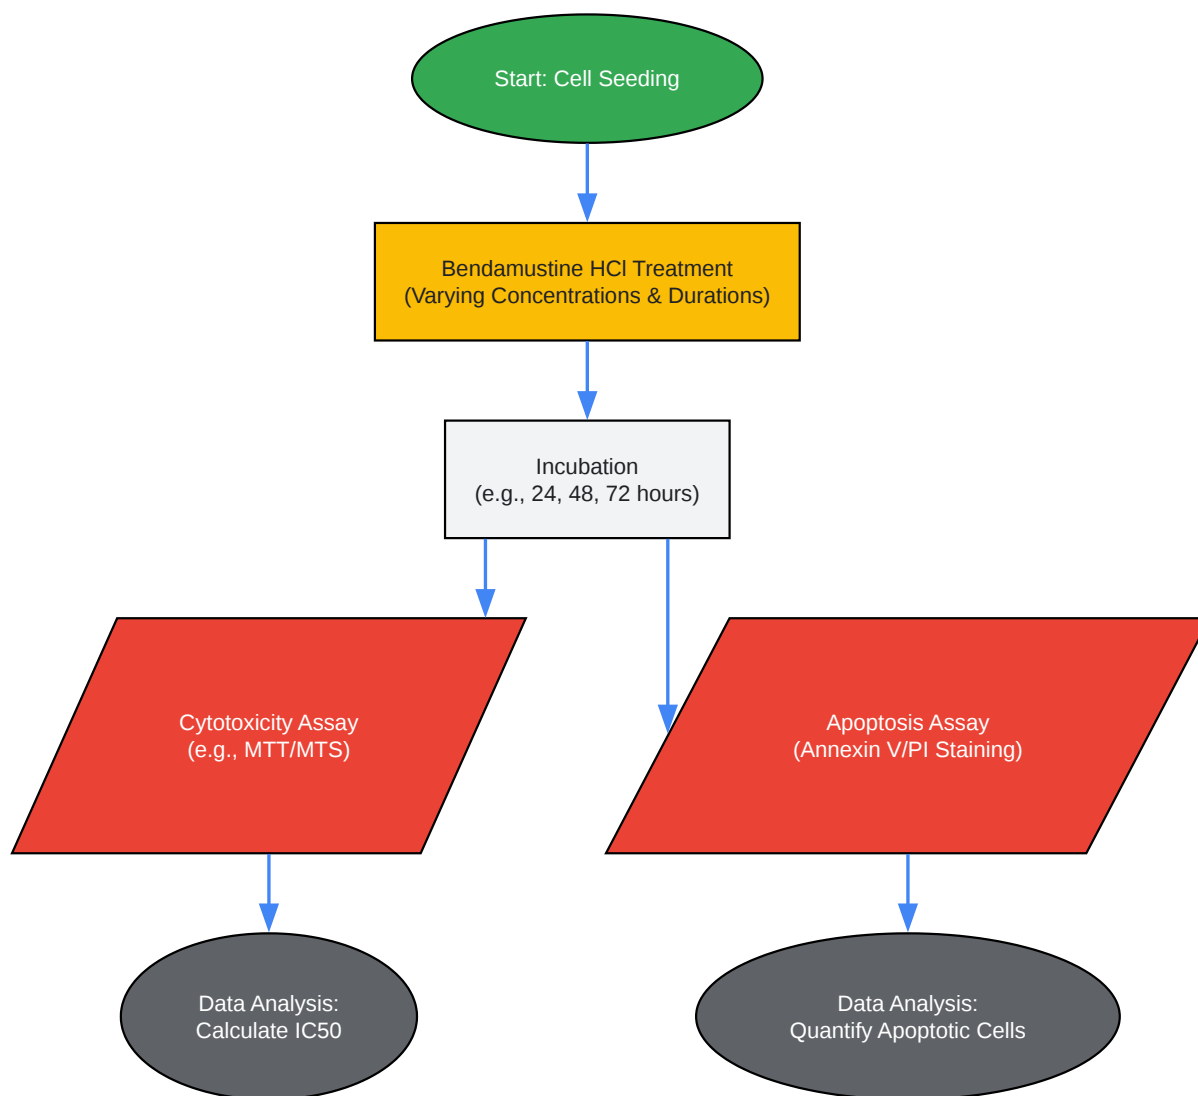 Start: Cell Seeding
Bendamustine HCl Treatment
(Varying Concentrations & Durations)
Incubation
(e.g., 24, 48, 72 hours)
Cytotoxicity Assay
(e.g., MTT/MTS)
Apoptosis Assay
(Annexin V/PI Staining)
Data Analysis:
Calculate IC50
Data Analysis:
Quantify Apoptotic Cells